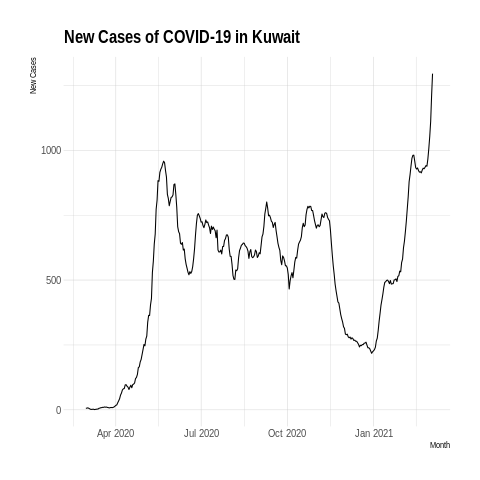 New Cases of COVID-19 in Kuwait
New Cases
1000
500
0
Apr 2020
Jul 2020
Oct 2020
Jan 2021
Month